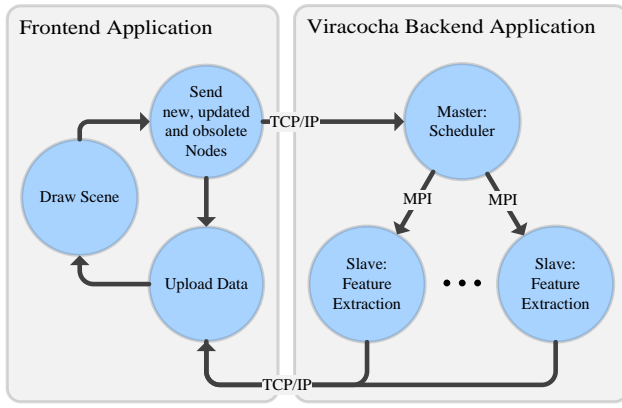 Frontend Application
Viracocha Backend Application
Send
new, updated
and obsolete
Nodes
TCP/IP
Master:
Scheduler
Draw Scene
MPI
MPI
Upload Data
Slave:
Feature
Extraction
Slave:
Feature
Extraction
TCP/IP